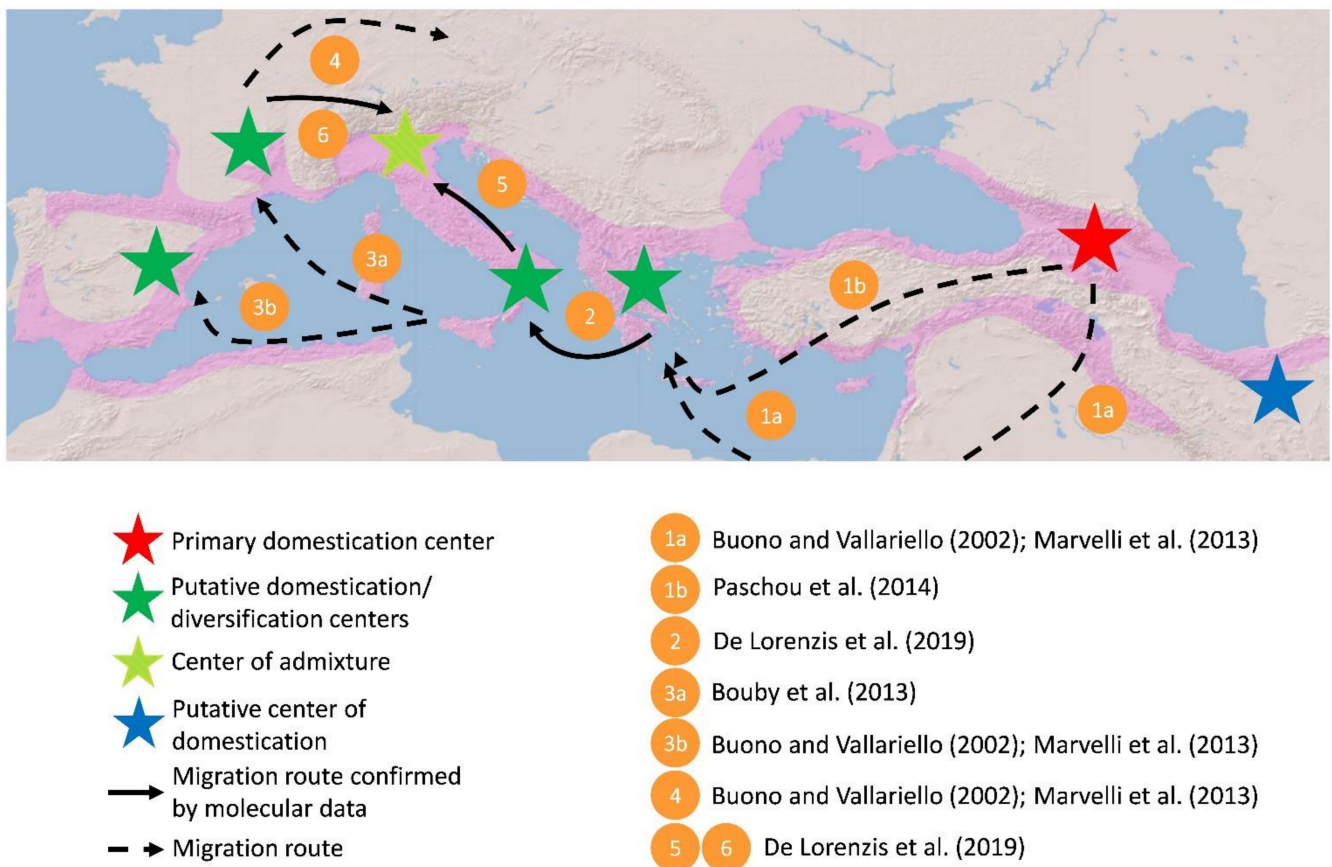 4
6
5
3a
3b
2
1b
1a
1a
Primary domestication center
Putative domestication/
diversification centers
Center of admixture
Putative center of
domestication
Migration route confirmed
by molecular data
Migration route
1a Buono and Vallariello (2002); Marvelli et al. (2013)
1b Paschou et al. (2014)
2 De Lorenzis et al. (2019)
3a Bouby et al. (2013)
3b Buono and Vallariello (2002); Marvelli et al. (2013)
4 Buono and Vallariello (2002); Marvelli et al. (2013)
5 6 De Lorenzis et al. (2019)